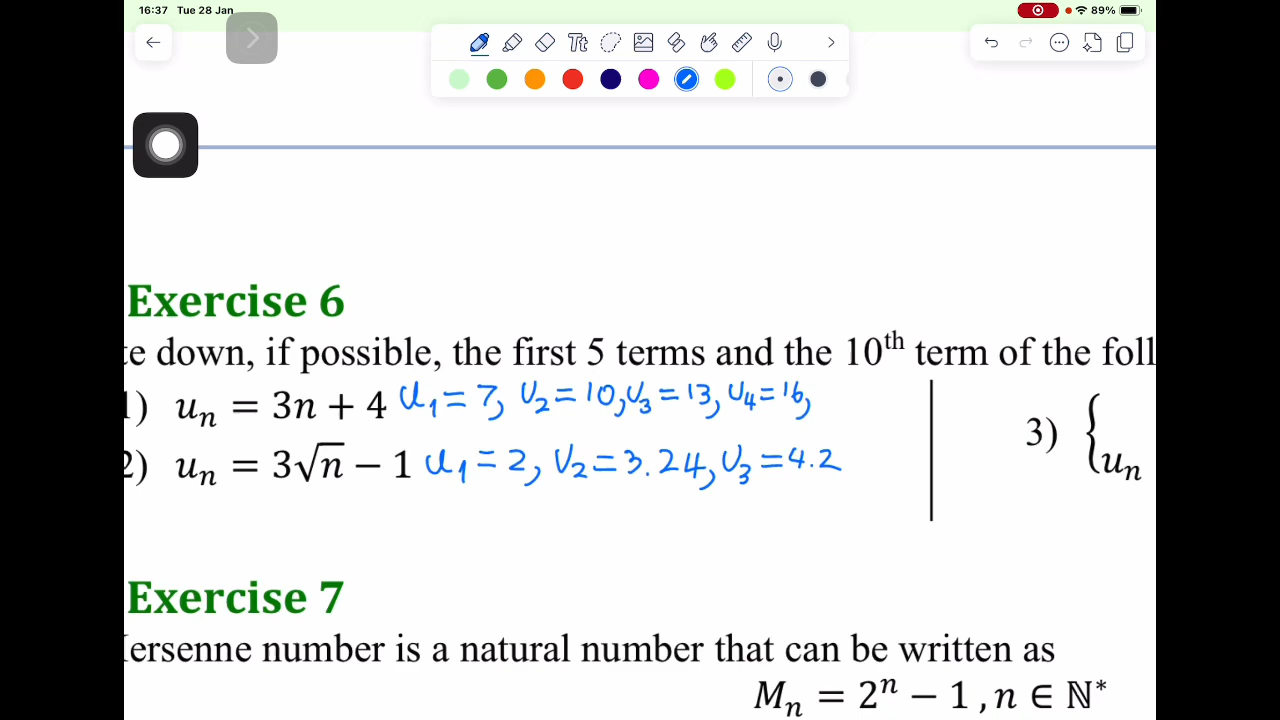 16:37 Tue 28 Jan 89%
Tt
Exercise 6
te down, if possible, the first 5 terms and the 10th term of the foll
1) uₙ = 3n + 4 u₁ = 7, U₂ = 10, U₃ = 13, U₄ = 16,
2) uₙ = 3√n − 1 u₁ = 2, U₂ = 3.24, U₃ = 4.2
3) { uₙ
Exercise 7
ersenne number is a natural number that can be written as
Mₙ = 2ⁿ − 1 , n ∈ ℕ*